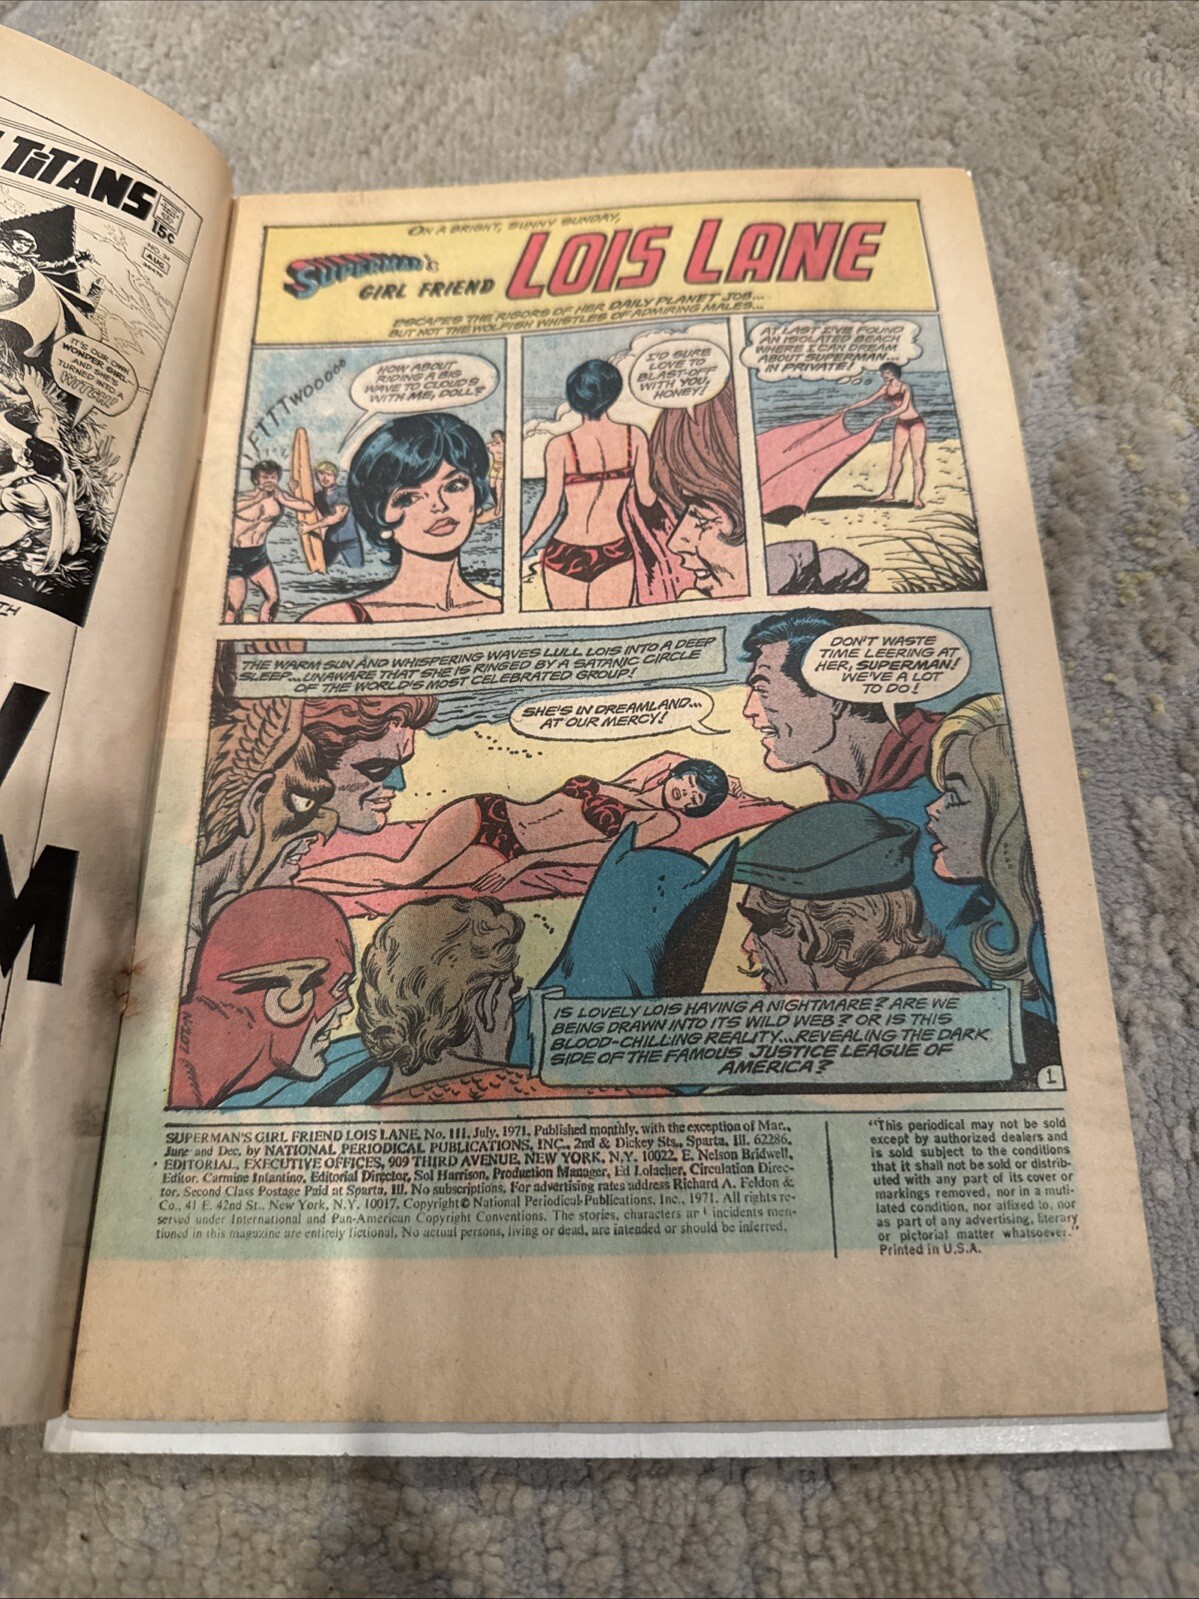 TITANS
15¢
NO. 34
AUG
IT'S OUR OWN
WONDER GIRL--
AND SHE'S
TURNED INTO A
WITCH!
ON A BRIGHT, SUNNY SUNDAY,
SUPERMAN'S
GIRL FRIEND LOIS LANE
ESCAPES THE RIGORS OF HER DAILY PLANET JOB...
BUT NOT THE WOLFISH WHISTLES OF ADMIRING MALES...
HOW ABOUT
RIDING A BIG
WAVE TO CLOUD 9
WITH ME, DOLL?
I'D SURE
LOVE TO
BLAST-OFF
WITH YOU,
HONEY!
AT LAST I'VE FOUND
AN ISOLATED BEACH
WHERE I CAN DREAM
ABOUT SUPERMAN...
IN PRIVATE!
THE WARM SUN AND WHISPERING WAVES LULL LOIS INTO A DEEP
SLEEP...UNAWARE THAT SHE IS RINGED BY A SATANIC CIRCLE
OF THE WORLD'S MOST CELEBRATED GROUP!
SHE'S IN DREAMLAND...
AT OUR MERCY!
DON'T WASTE
TIME LEERING AT
HER, SUPERMAN!
WE'VE A LOT
TO DO!
N-207
IS LOVELY LOIS HAVING A NIGHTMARE? ARE WE
BEING DRAWN INTO ITS WILD WEB? OR IS THIS
BLOOD-CHILLING REALITY...REVEALING THE DARK
SIDE OF THE FAMOUS JUSTICE LEAGUE OF
AMERICA?
1
SUPERMAN'S GIRL FRIEND LOIS LANE, No. 111, July, 1971. Published monthly, with the exception of Mar.,
June and Dec. by NATIONAL PERIODICAL PUBLICATIONS, INC., 2nd & Dickey Sts., Sparta, Ill. 62286.
EDITORIAL, EXECUTIVE OFFICES, 909 THIRD AVENUE, NEW YORK, N.Y. 10022. E. Nelson Bridwell,
Editor. Carmine Infantino, Editorial Director, Sol Harrison, Production Manager, Ed Lolacher, Circulation Direc-
tor. Second Class Postage Paid at Sparta, Ill. No subscriptions. For advertising rates address Richard A. Feldon &
Co., 41 E. 42nd St., New York, N.Y. 10017. Copyright © National Periodical Publications, Inc., 1971. All rights re-
served under International and Pan-American Copyright Conventions. The stories, characters incidents men-
tioned in this magazine are entirely fictional. No actual persons, living or dead, are intended or should be inferred.
"This periodical may not be sold
except by authorized dealers and
is sold subject to the conditions
that it shall not be sold or distrib-
uted with any part of its cover or
markings removed, nor in a muti-
lated condition, nor affixed to, nor
as part of any advertising, literary
or pictorial matter whatsoever."
Printed in U.S.A.